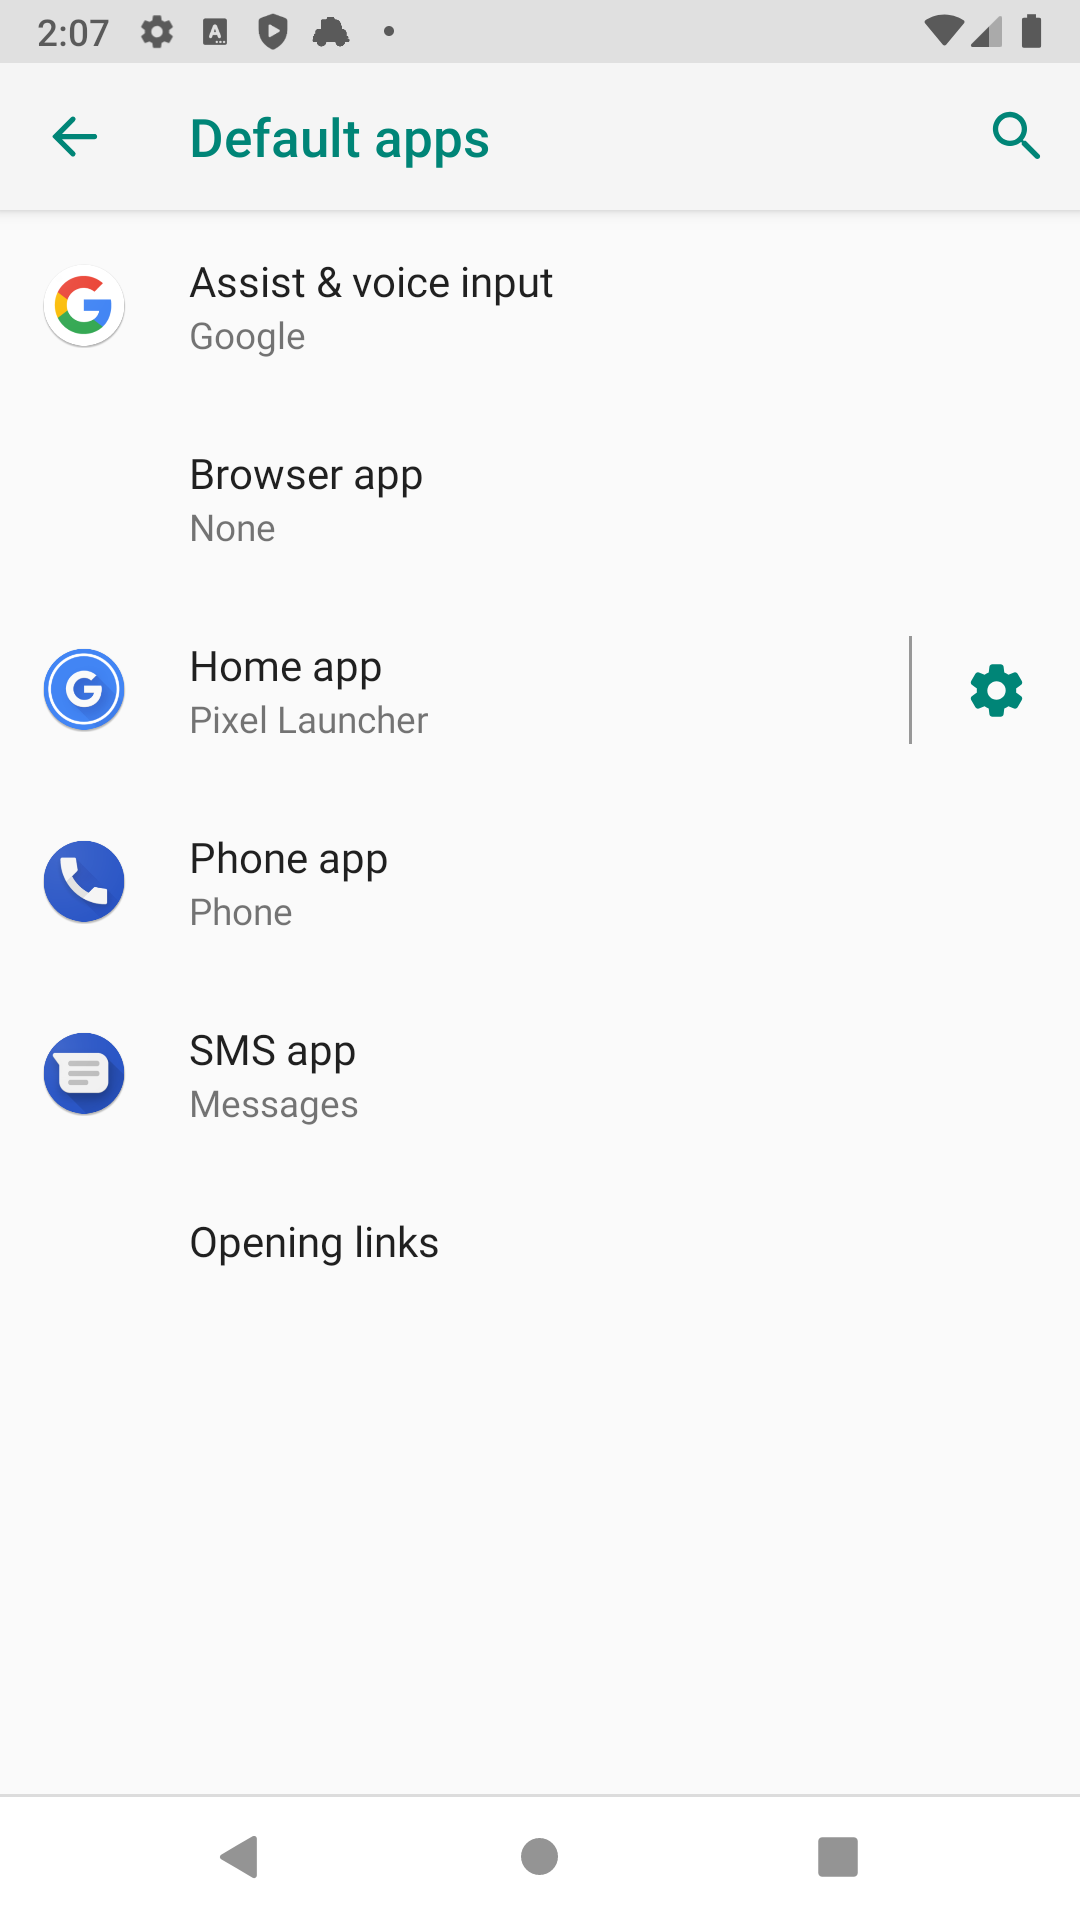 2:07
Default apps
Assist & voice input
Google
Browser app
None
Home app
Pixel Launcher
Phone app
Phone
SMS app
Messages
Opening links